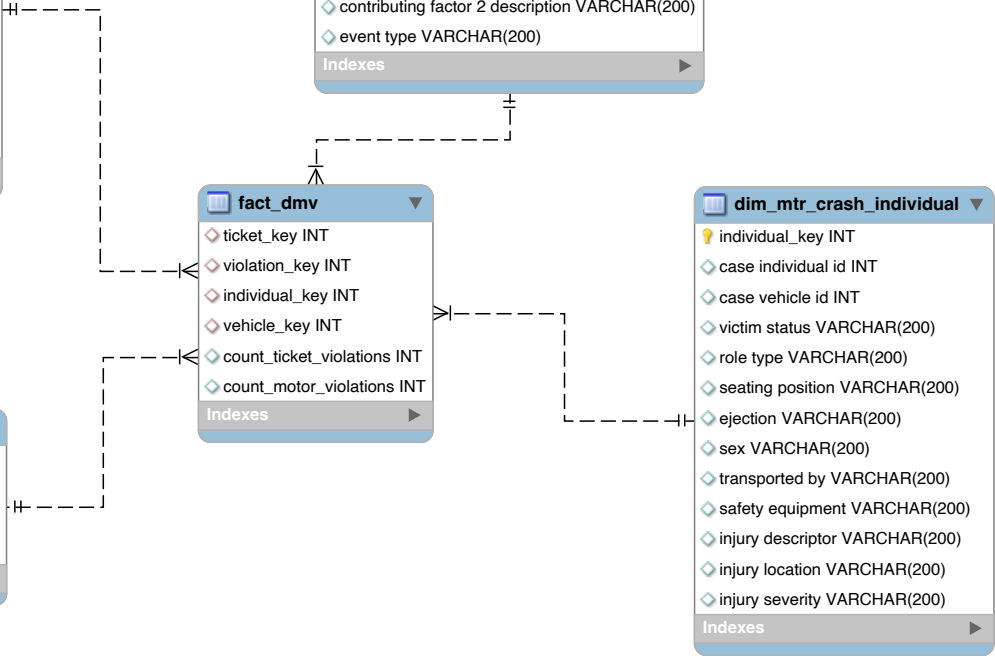 contributing factor 2 description VARCHAR(200)
event type VARCHAR(200)
Indexes
fact_dmv
ticket_key INT
violation_key INT
individual_key INT
vehicle_key INT
count_ticket_violations INT
count_motor_violations INT
Indexes
dim_mtr_crash_individual
individual_key INT
case individual id INT
case vehicle id INT
victim status VARCHAR(200)
role type VARCHAR(200)
seating position VARCHAR(200)
ejection VARCHAR(200)
sex VARCHAR(200)
transported by VARCHAR(200)
safety equipment VARCHAR(200)
injury descriptor VARCHAR(200)
injury location VARCHAR(200)
injury severity VARCHAR(200)
Indexes